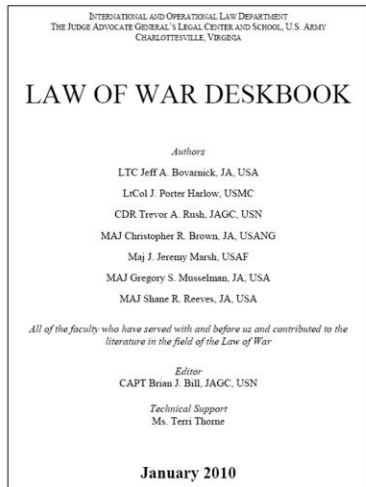 INTERNATIONAL AND OPERATIONAL LAW DEPARTMENT
THE JUDGE ADVOCATE GENERAL'S LEGAL CENTER AND SCHOOL, U.S. ARMY
CHARLOTTESVILLE, VIRGINIA
LAW OF WAR DESKBOOK
Authors
LTC Jeff A. Bovarnick, JA, USA
LtCol J. Porter Harlow, USMC
CDR Trevor A. Rush, JAGC, USN
MAJ Christopher R. Brown, JA, USANG
Maj J. Jeremy Marsh, USAF
MAJ Gregory S. Musselman, JA, USA
MAJ Shane R. Reeves, JA, USA
All of the faculty who have served with and before us and contributed to the
literature in the field of the Law of War
Editor
CAPT Brian J. Bill, JAGC, USN
Technical Support
Ms. Terri Thorne
January 2010